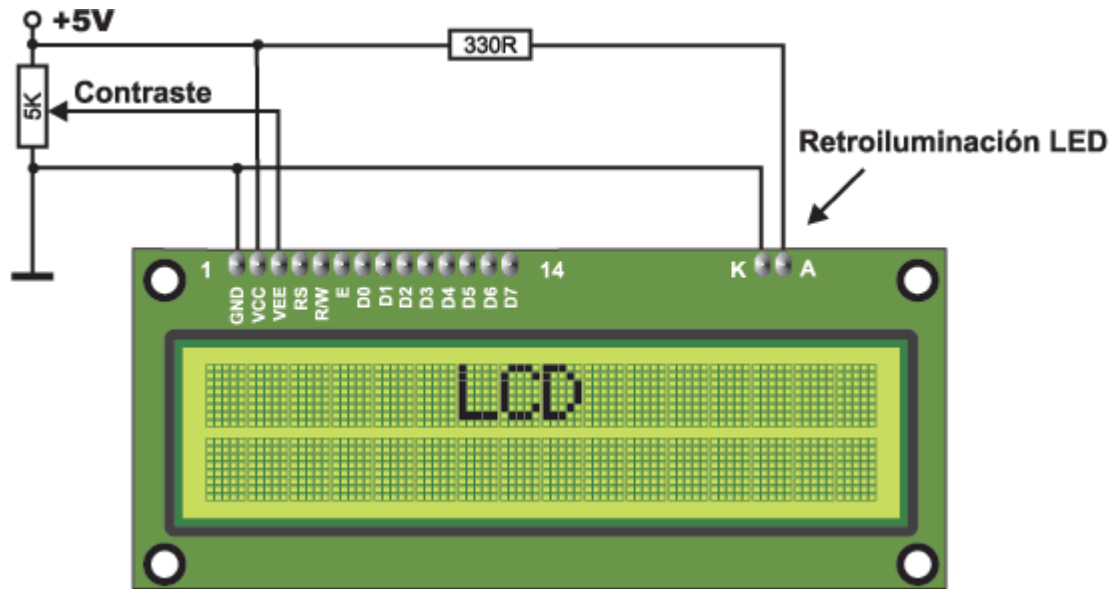 +5V
330R
5K
Contraste
Retroiluminación LED
1
14
K
A
GND
VCC
VEE
RS
R/W
E
D0
D1
D2
D3
D4
D5
D6
D7
LCD